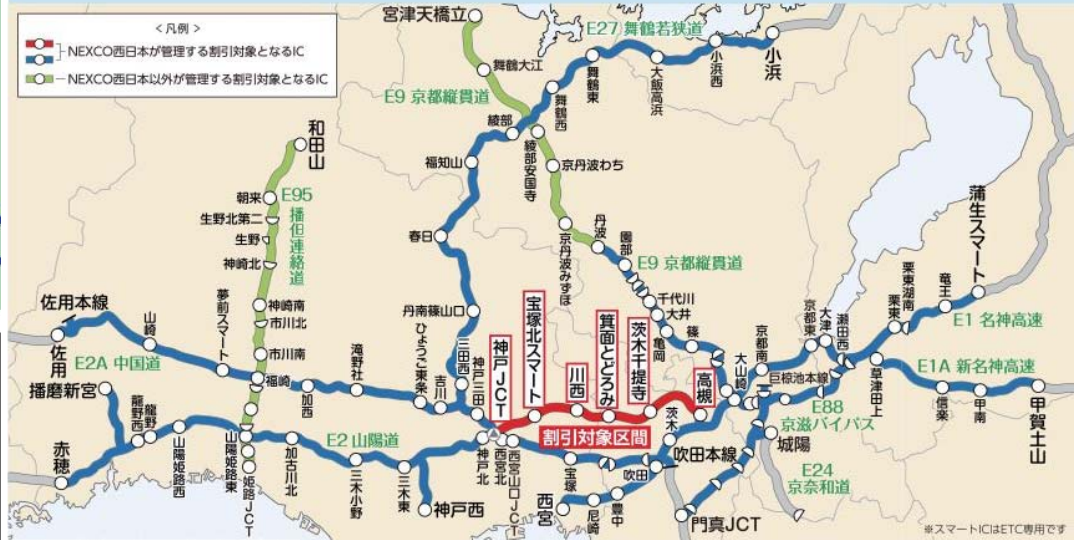 <凡例>
NEXCO西日本が管理する割引対象となるIC
NEXCO西日本以外が管理する割引対象となるIC
宮津天橋立
舞鶴大江
E9 京都縦貫道
綾部
福知山
春日
丹南篠山口
三田西
神戸三田
E27 舞鶴若狭道
舞鶴西
舞鶴東
大飯高浜
小浜西
小浜
綾部安国寺
京丹波わち
京丹波みずほ
丹波
園部
E9 京都縦貫道
千代川
大井
亀岡
篠
和田山
朝来
E95
播但連絡道
生野北第二
生野
神崎北
神崎南
市川北
市川南
福崎
佐用本線
佐用
山崎
E2A 中国道
夢前スマート
加西
滝野社
ひょうご東条
吉川
播磨新宮
龍野西
龍野
赤穂
山陽姫路西
山陽姫路東
姫路JCT
加古川北
E2 山陽道
三木小野
三木東
神戸西
神戸北
西宮北
西宮山口JCT
神戸JCT
宝塚北スマート
川西
箕面とどろみ
茨木千提寺
高槻
割引対象区間
宝塚
西宮
尼崎
豊中
吹田
茨木
吹田本線
門真JCT
大山崎
京都南
巨椋池本線
京都東
大津
瀬田西
E88
京滋バイパス
城陽
E24
京奈和道
草津田上
栗東
栗東湖南
竜王
蒲生スマート
E1 名神高速
E1A 新名神高速
信楽
甲南
甲賀土山
※スマートICはETC専用です